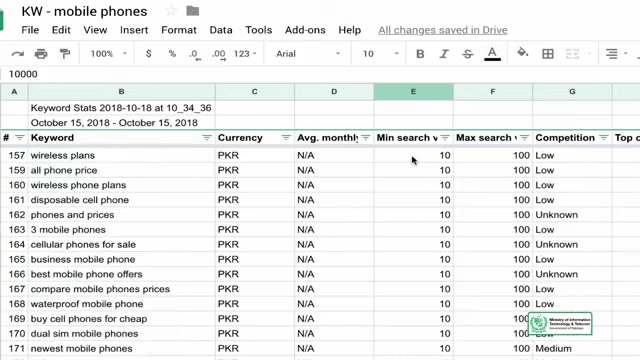 KW - mobile phones
File Edit View Insert Format Data Tools Add-ons Help All changes saved in Drive
100% $ % .0 .00 123 Arial 10 B I S A
10000
A B C D E F G
Keyword Stats 2018-10-18 at 10_34_36
October 15, 2018 - October 15, 2018
# Keyword Currency Avg. monthly Min search v Max search v Competition Top o
157 wireless plans PKR N/A 10 100 Low
159 all phone price PKR N/A 10 100 Low
160 wireless phone plans PKR N/A 10 100 Low
161 disposable cell phone PKR N/A 10 100 Low
162 phones and prices PKR N/A 10 100 Unknown
163 3 mobile phones PKR N/A 10 100 Low
164 cellular phones for sale PKR N/A 10 100 Unknown
165 business mobile phone PKR N/A 10 100 Low
166 best mobile phone offers PKR N/A 10 100 Unknown
167 compare mobile phones prices PKR N/A 10 100 Low
168 waterproof mobile phone PKR N/A 10 100 Low
169 buy cell phones for cheap PKR N/A 10 100
Ministry of Information
Technology & Telecom
170 dual sim mobile phones PKR N/A 10 100 Low
171 newest mobile phones PKR N/A 10 100 Medium